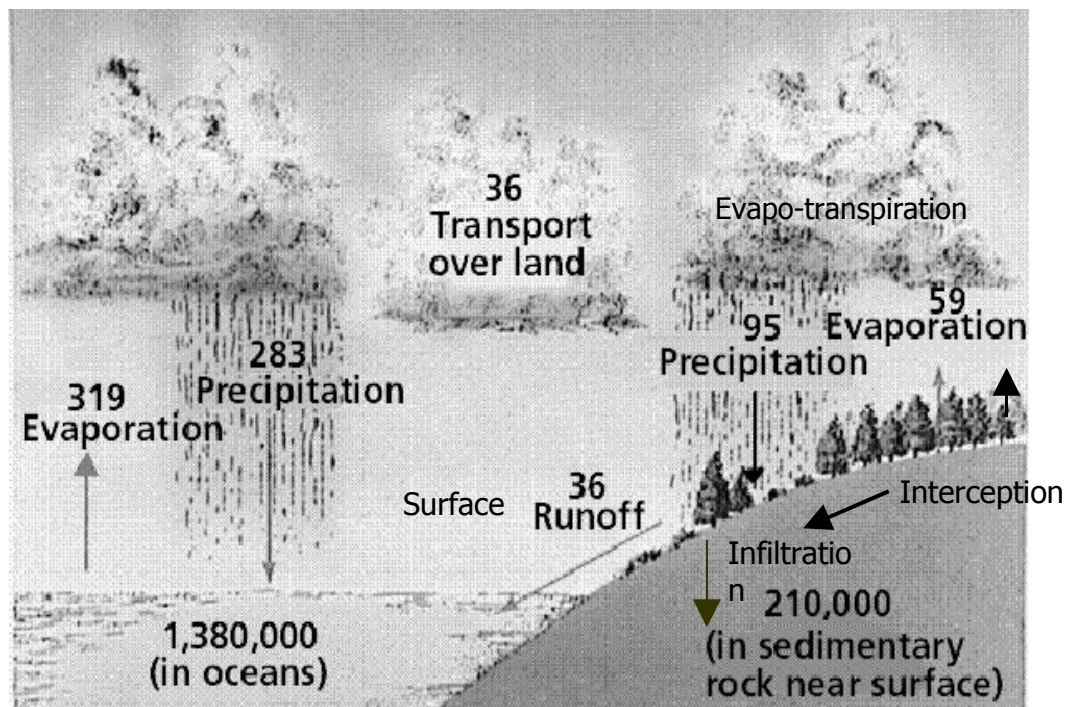 36
Transport
over land
Evapo-transpiration
59
Evaporation
95
Precipitation
283
Precipitation
319
Evaporation
Surface
36
Runoff
Interception
Infiltratio
n
210,000
(in sedimentary
rock near surface)
1,380,000
(in oceans)